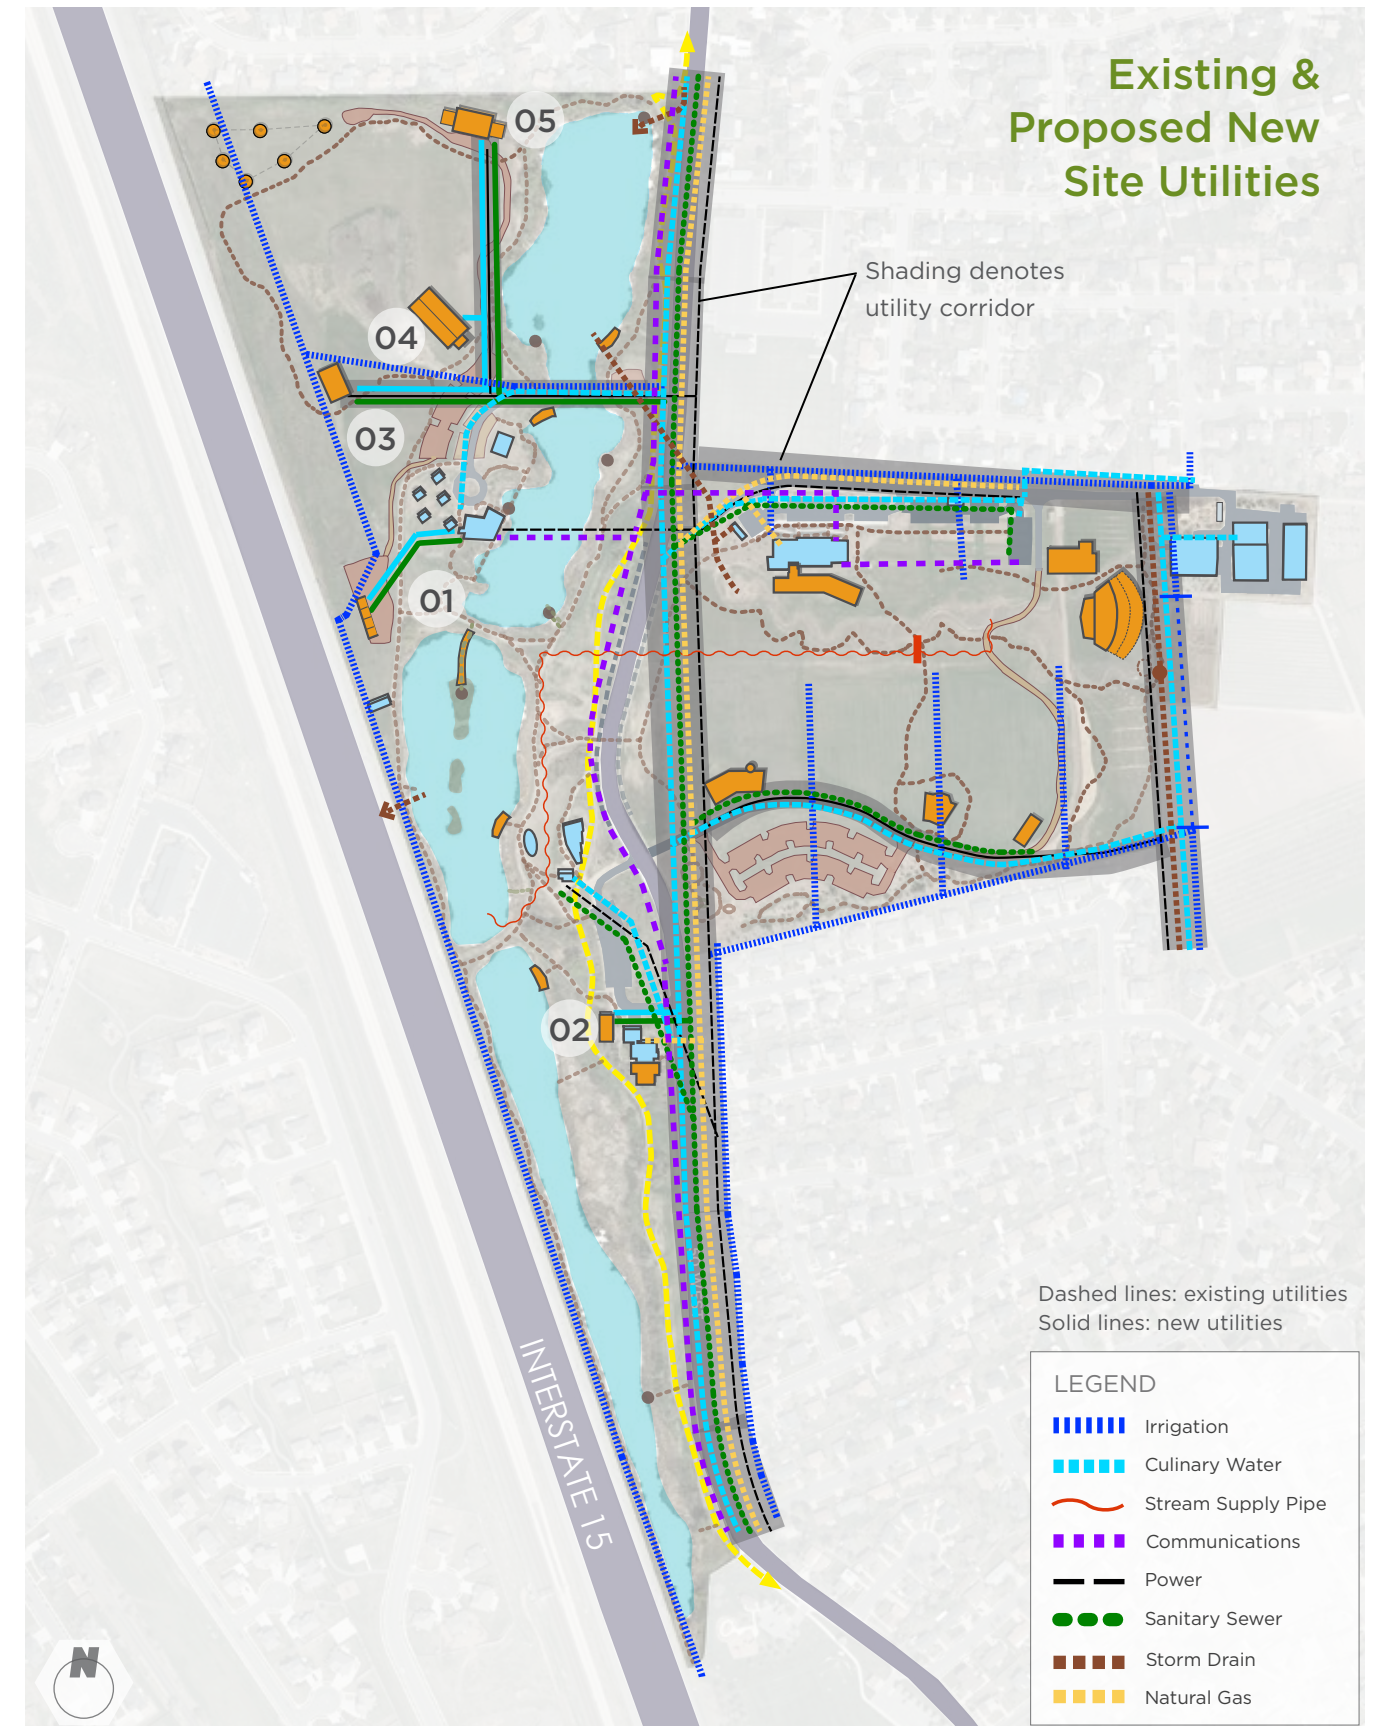 Existing &
Proposed New
Site Utilities
05
Shading denotes
utility corridor
04
03
01
02
INTERSTATE 15
Dashed lines: existing utilities
Solid lines: new utilities
LEGEND
Irrigation
Culinary Water
Stream Supply Pipe
Communications
Power
Sanitary Sewer
Storm Drain
Natural Gas
N